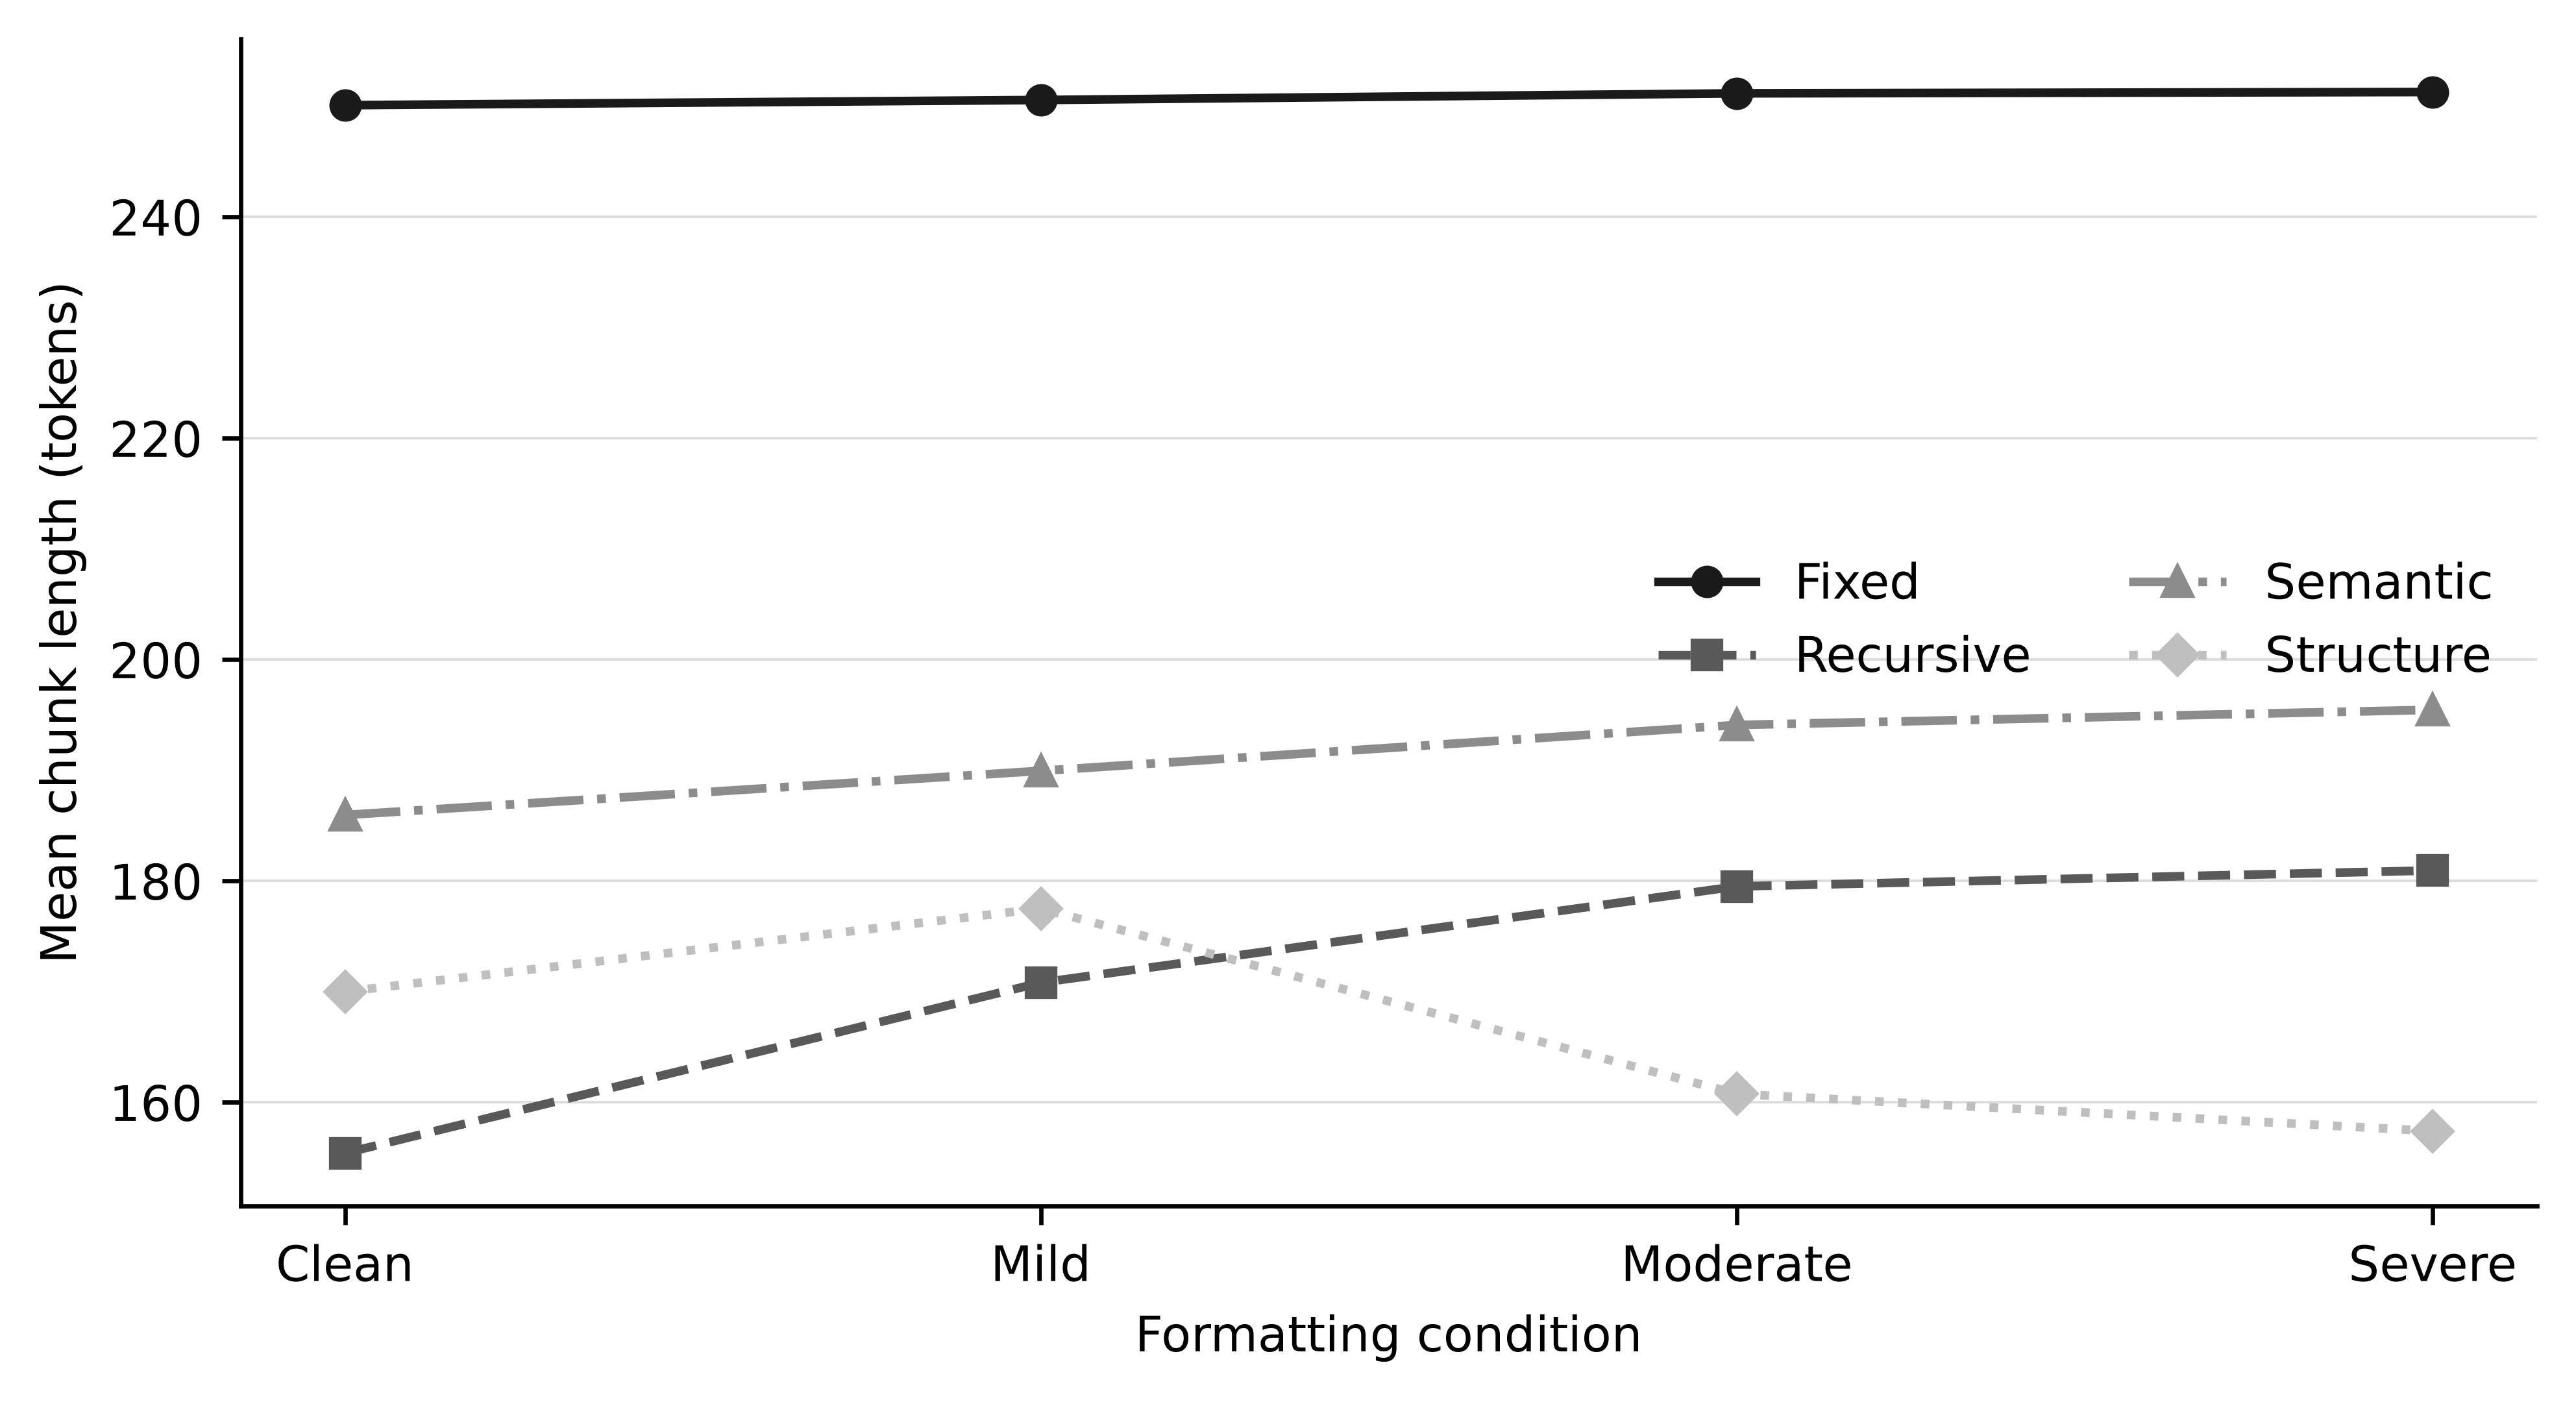 240
220
200
180
160
Mean chunk length (tokens)
Fixed
Recursive
Semantic
Structure
Clean
Mild
Moderate
Severe
Formatting condition